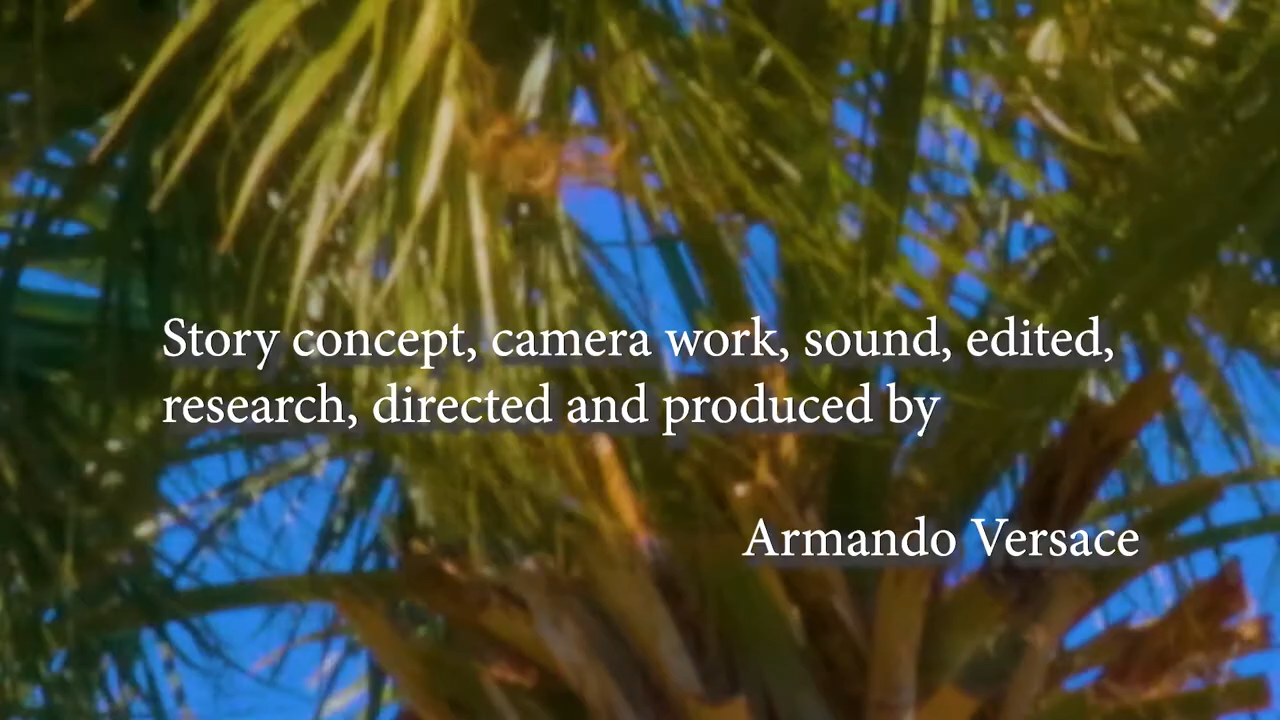 Story concept, camera work, sound, edited,
research, directed and produced by
Armando Versace